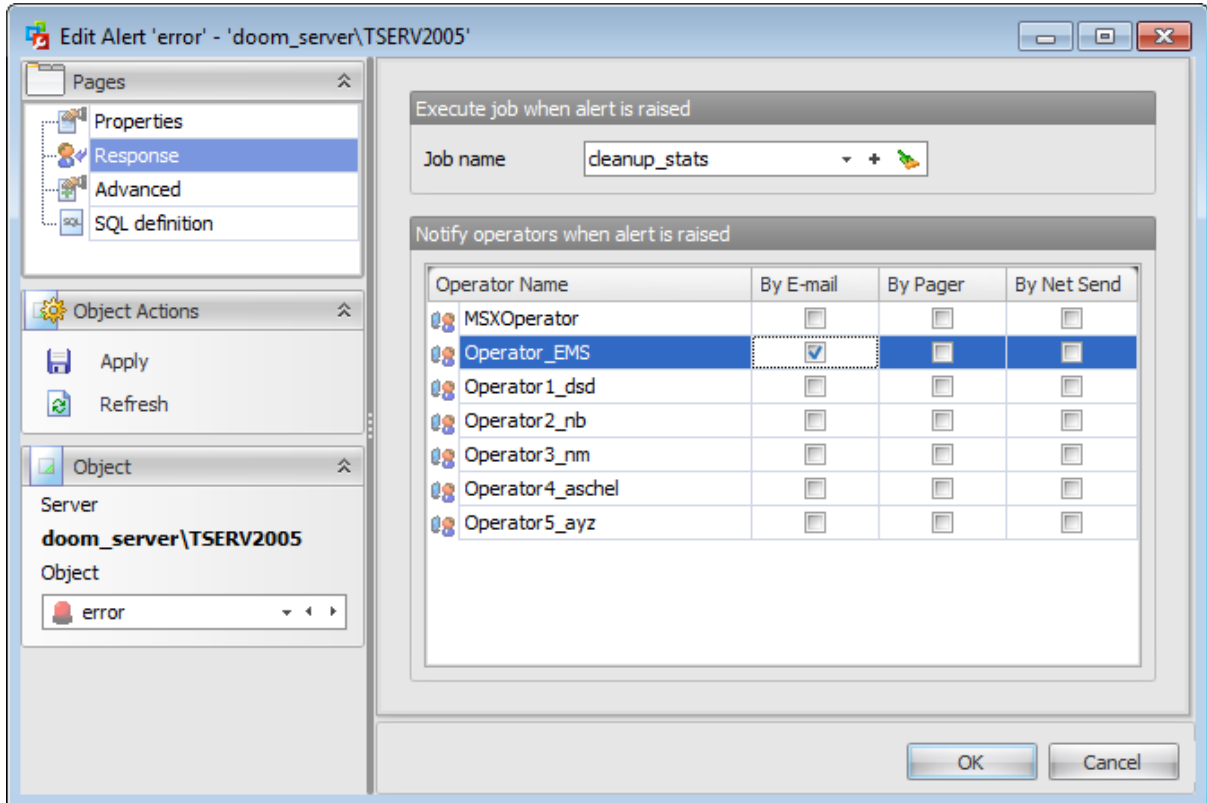 Edit Alert 'error' - 'doom_server\TSERV2005'
Pages
Properties
Response
Advanced
SQL
SQL definition
Object Actions
Apply
Refresh
Object
Server
doom_server\TSERV2005
Object
error
Execute job when alert is raised
Job name cleanup_stats
Notify operators when alert is raised
Operator Name By E-mail By Pager By Net Send
MSXOperator
Operator_EMS
Operator1_dsd
Operator2_nb
Operator3_nm
Operator4_aschel
Operator5_ayz
OK Cancel